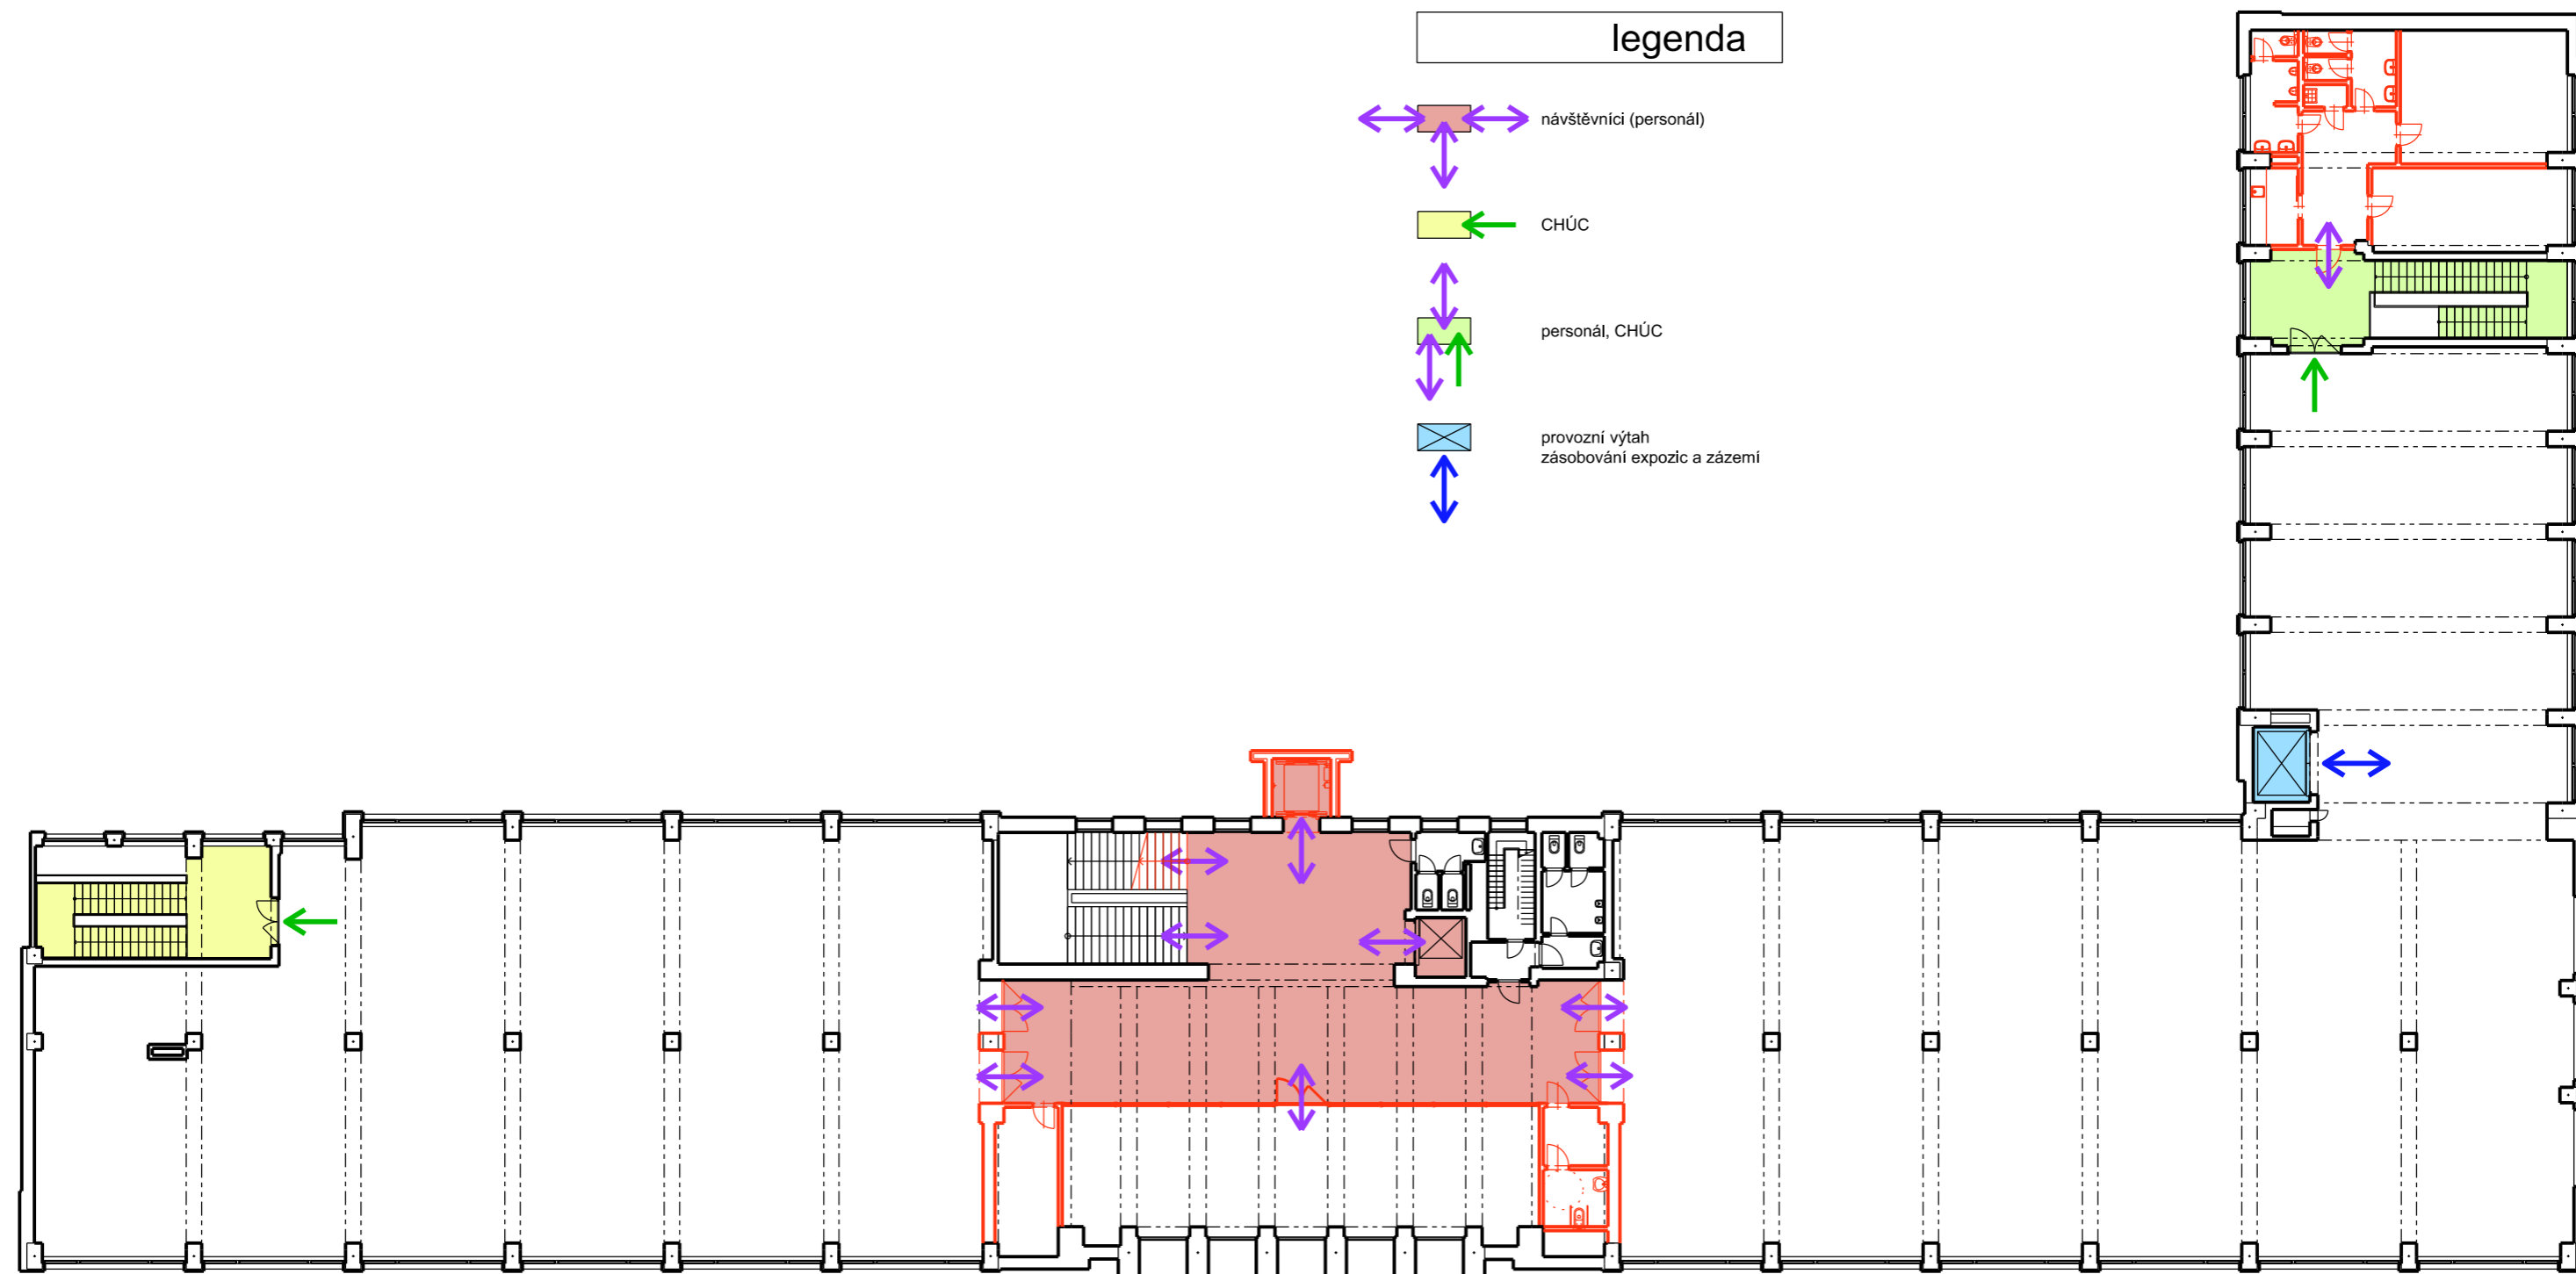 legenda
návštěvníci (personál)
CHÚC
personál, CHÚC
provozní výtah
zásobování expozic a zázemí